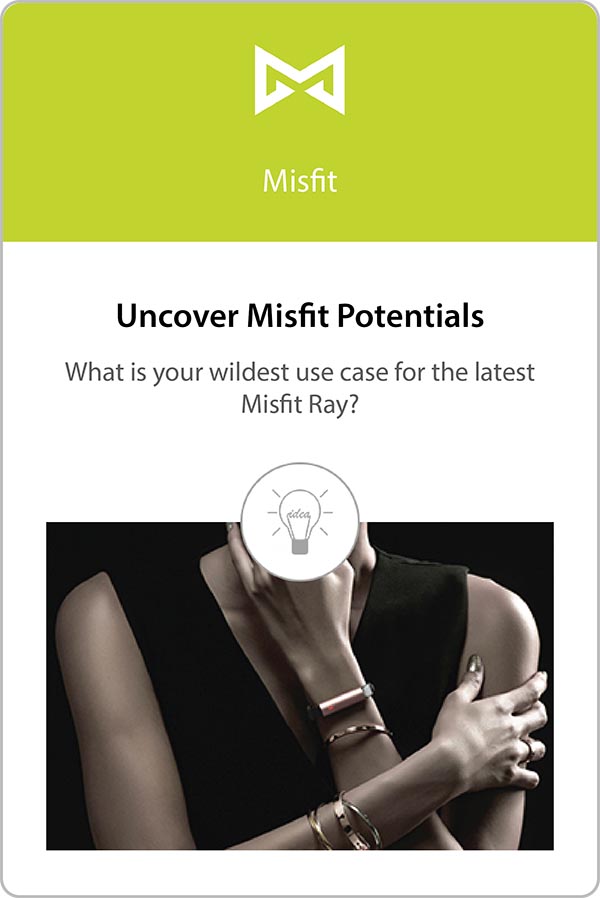 Misfit
Uncover Misfit Potentials
What is your wildest use case for the latest
Misfit Ray?
idea